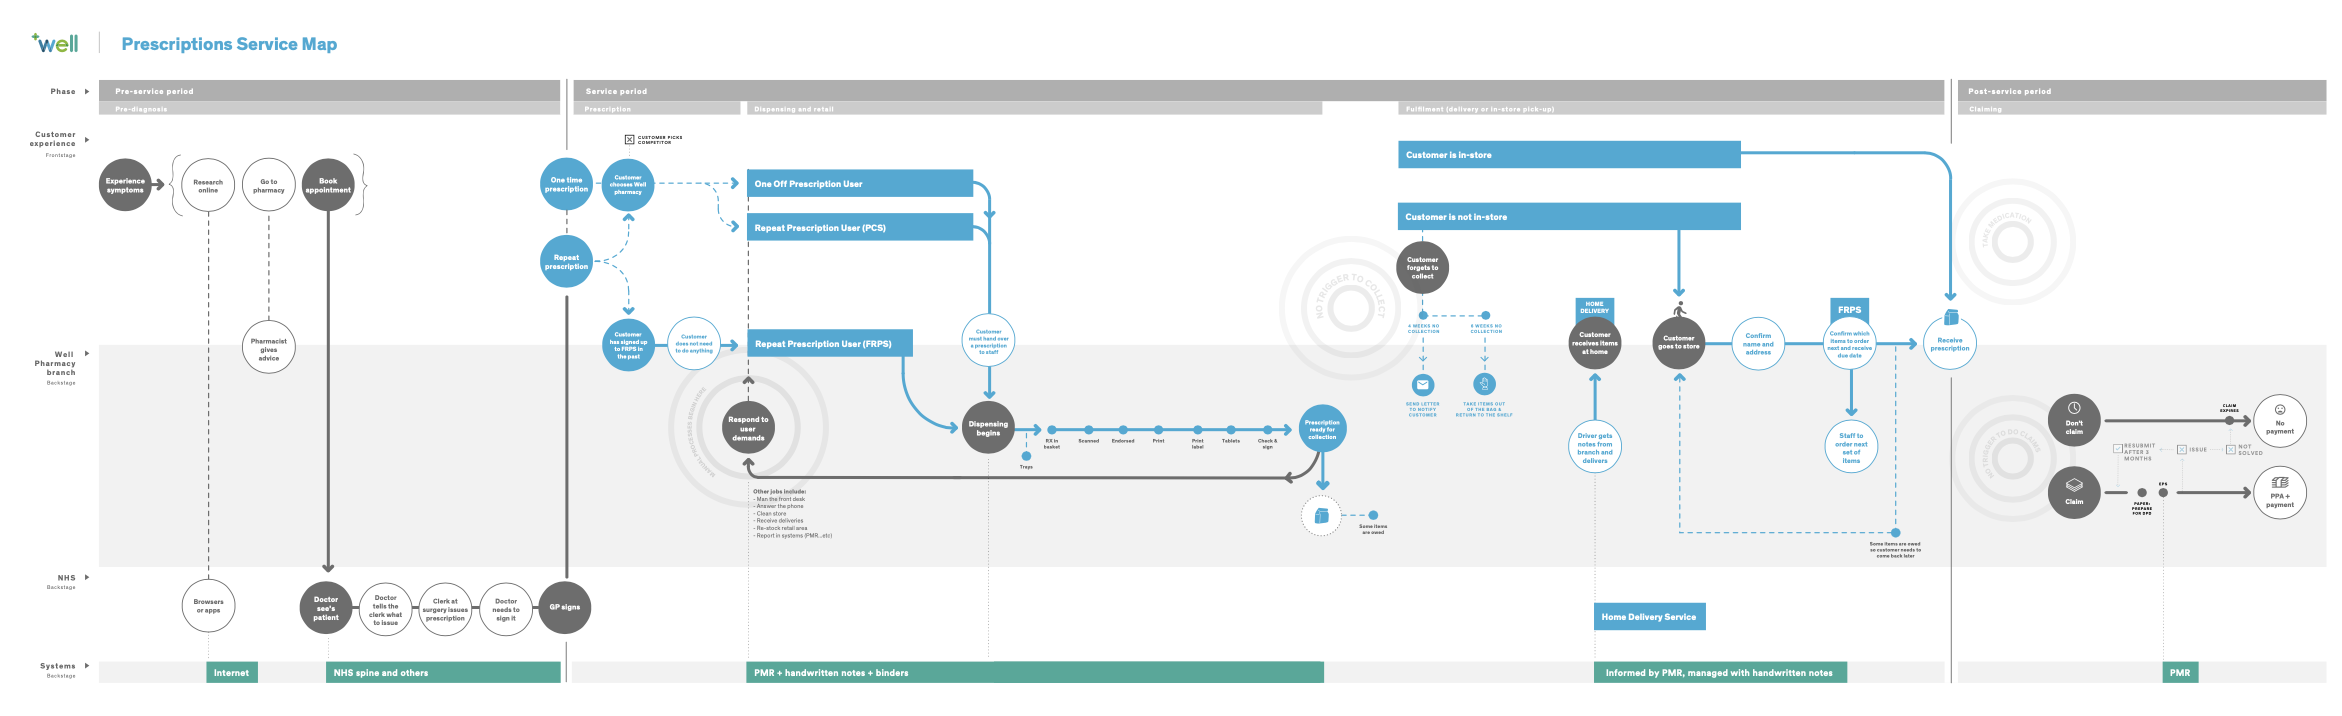 +well
Prescriptions Service Map
Phase
Pre-service period
Service period
Post-service period
Pre-diagnosis
Prescription
Dispensing and retail
Fulfilment (delivery or in-store pick-up)
Claiming
Customer
experience
Frontstage
Experience
symptoms
Research
online
Go to
pharmacy
Book
appointment
Pharmacist
gives
advice
One time
prescription
Repeat
prescription
CUSTOMER PICKS
COMPETITOR
Customer
chooses Well
pharmacy
Customer
has signed up
to FRPS in
the past
Customer
does not need
to do anything
One Off Prescription User
Repeat Prescription User (PCS)
Repeat Prescription User (FRPS)
Customer
must hand over
a prescription
to staff
Customer is in-store
Customer is not in-store
Customer
forgets to
collect
NO TRIGGER TO COLLECT
4 WEEKS NO
COLLECTION
6 WEEKS NO
COLLECTION
SEND LETTER
TO NOTIFY
CUSTOMER
TAKE ITEMS OUT
OF THE BAG &
RETURN TO THE SHELF
HOME
DELIVERY
Customer
receives items
at home
Customer
goes to store
Confirm
name and
address
FRPS
Confirm which
items to order
next and receive
due date
Receive
prescription
TAKE MEDICATION
Well
Pharmacy
branch
Backstage
MANUAL PROCESSES BEGIN HERE
Respond to
user
demands
Other jobs include:
- Man the front desk
- Answer the phone
- Clean store
- Receive deliveries
- Re-stock retail area
- Report in systems (PMR...etc)
Dispensing
begins
Trays
RX in
basket
Scanned
Endorsed
Print
Print
label
Tablets
Check &
sign
Prescription
ready for
collection
Some items
are owed
Driver gets
notes from
branch and
delivers
Staff to
order next
set of
items
Some items are owed
so customer needs to
come back later
NO TRIGGER TO DO CLAIMS
Don't
claim
CLAIM
EXPIRES
No
payment
RESUBMIT
AFTER 3
MONTHS
ISSUE
NOT
SOLVED
Claim
PAPER:
PREPARE
FOR DPD
EPS
PPA +
payment
NHS
Backstage
Browsers
or apps
Doctor
see's
patient
Doctor
tells the
clerk what
to issue
Clerk at
surgery issues
prescription
Doctor
needs to
sign it
GP signs
Home Delivery Service
Systems
Backstage
Internet
NHS spine and others
PMR + handwritten notes + binders
Informed by PMR, managed with handwritten notes
PMR